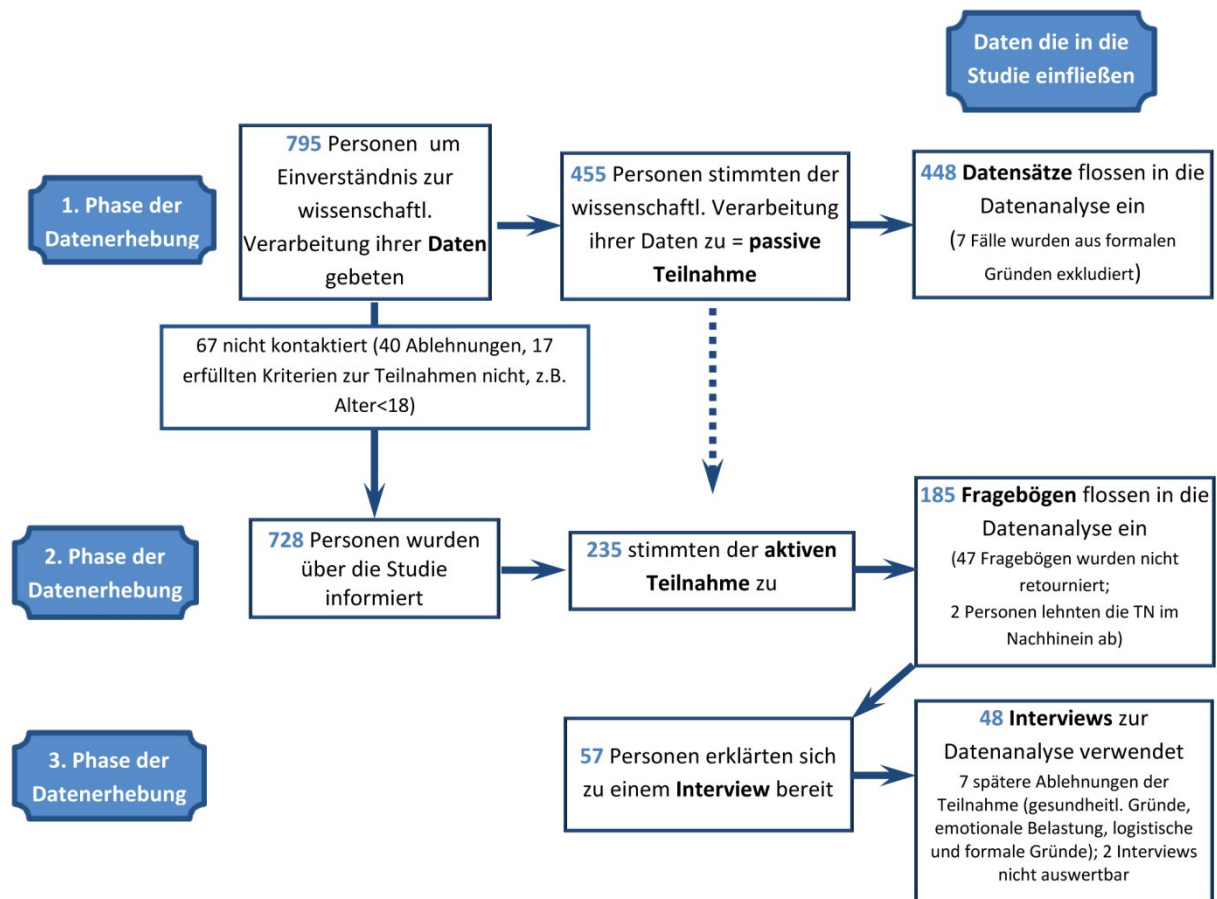 Daten die in die
Studie einfließen
1. Phase der
Datenerhebung
795 Personen um
Einverständnis zur
wissenschaftl.
Verarbeitung ihrer Daten
gebeten
455 Personen stimmten der
wissenschaftl. Verarbeitung
ihrer Daten zu = passive
Teilnahme
448 Datensätze flossen in die
Datenanalyse ein
(7 Fälle wurden aus formalen
Gründen exkludiert)
67 nicht kontaktiert (40 Ablehnungen, 17
erfüllten Kriterien zur Teilnahmen nicht, z.B.
Alter<18)
2. Phase der
Datenerhebung
728 Personen wurden
über die Studie
informiert
235 stimmten der aktiven
Teilnahme zu
185 Fragebögen flossen in die
Datenanalyse ein
(47 Fragebögen wurden nicht
retourniert;
2 Personen lehnten die TN im
Nachhinein ab)
3. Phase der
Datenerhebung
57 Personen erklärten sich
zu einem Interview bereit
48 Interviews zur
Datenanalyse verwendet
7 spätere Ablehnungen der
Teilnahme (gesundheitl. Gründe,
emotionale Belastung, logistische
und formale Gründe); 2 Interviews
nicht auswertbar